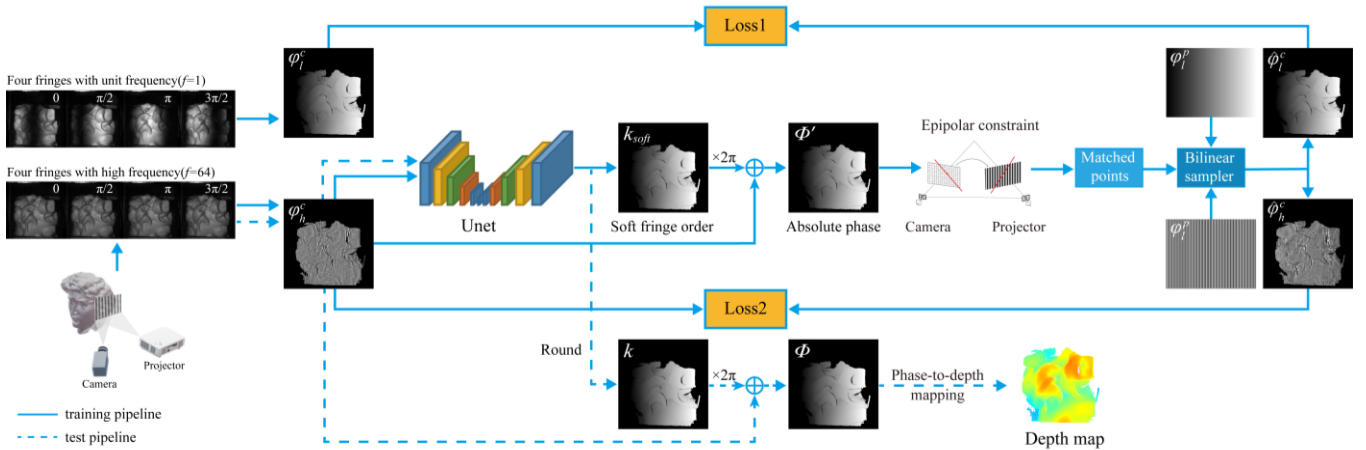 Loss1
φ_l^c
φ_l^p
φ̂_l^c
Four fringes with unit frequency(f=1)
0 π/2 π 3π/2
k_soft
×2π
Φ′
Epipolar constraint
Matched
points
Bilinear
sampler
Four fringes with high frequency(f=64)
0 π/2 π 3π/2
φ_h^c
Unet
Soft fringe order
Absolute phase
Camera
Projector
φ_l^p
φ̂_h^c
Loss2
Projector
Camera
Round
k
×2π
Φ
Phase-to-depth
mapping
training pipeline
test pipeline
Depth map